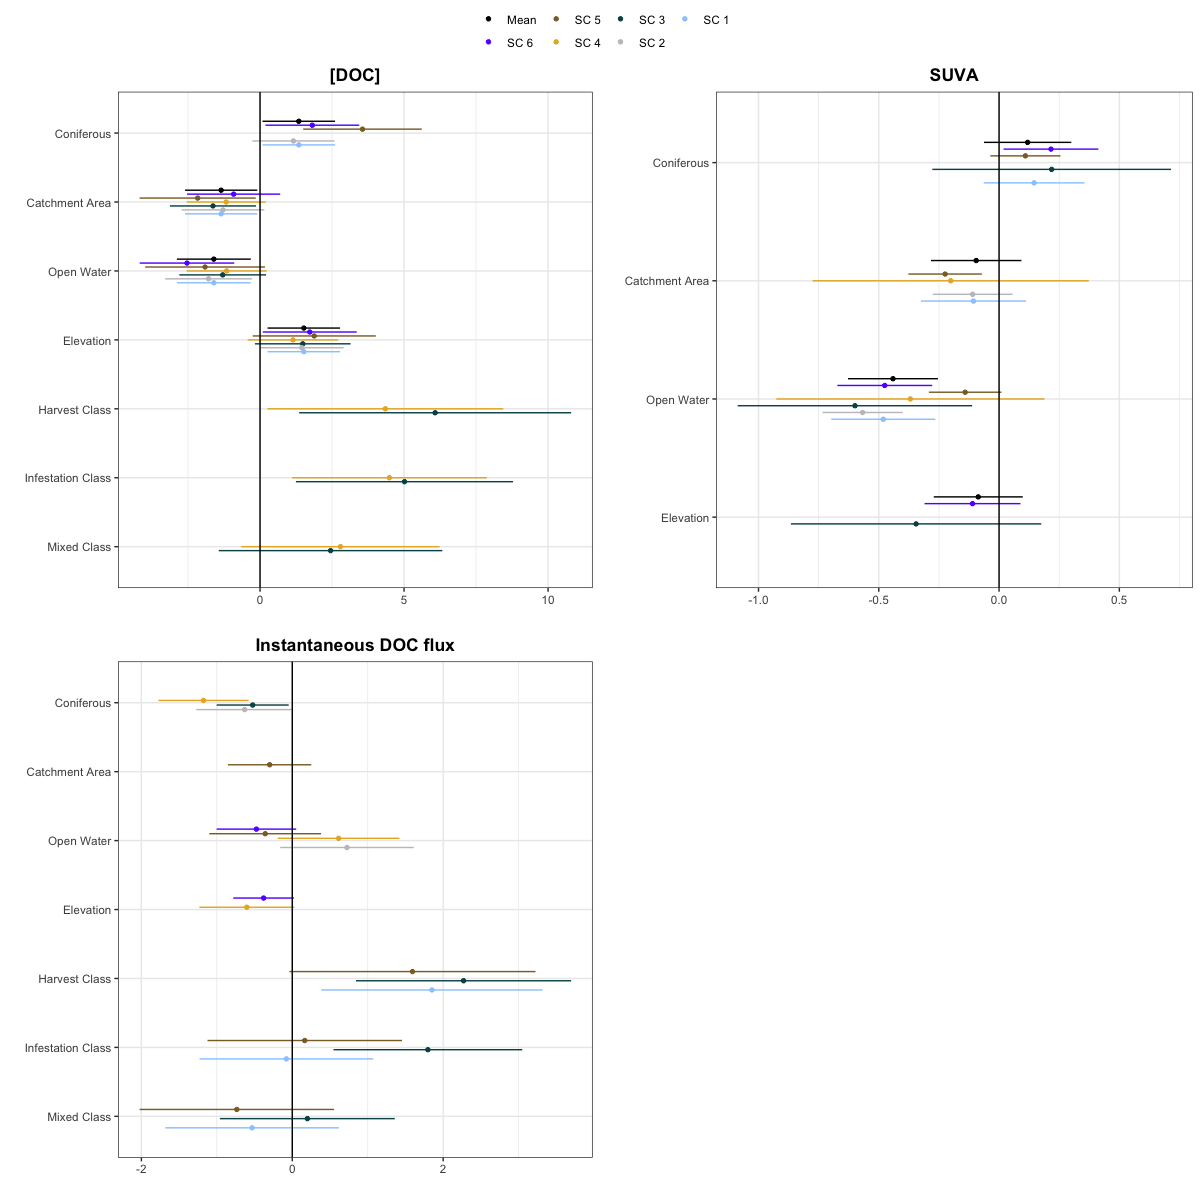 Mean SC 5 SC 3 SC 1
SC 6 SC 4 SC 2
[DOC]
Coniferous
Catchment Area
Open Water
Elevation
Harvest Class
Infestation Class
Mixed Class
0 5 10
SUVA
Coniferous
Catchment Area
Open Water
Elevation
-1.0 -0.5 0.0 0.5
Instantaneous DOC flux
Coniferous
Catchment Area
Open Water
Elevation
Harvest Class
Infestation Class
Mixed Class
-2 0 2